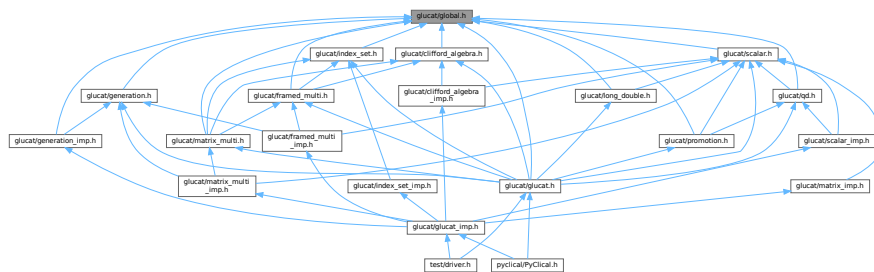 glucat/global.h
glucat/index_set.h
glucat/clifford_algebra.h
glucat/scalar.h
glucat/generation.h
glucat/framed_multi.h
glucat/clifford_algebra
_imp.h
glucat/long_double.h
glucat/qd.h
glucat/generation_imp.h
glucat/matrix_multi.h
glucat/framed_multi
_imp.h
glucat/promotion.h
glucat/scalar_imp.h
glucat/matrix_multi
_imp.h
glucat/index_set_imp.h
glucat/glucat.h
glucat/matrix_imp.h
glucat/glucat_imp.h
test/driver.h
pyclical/PyClical.h